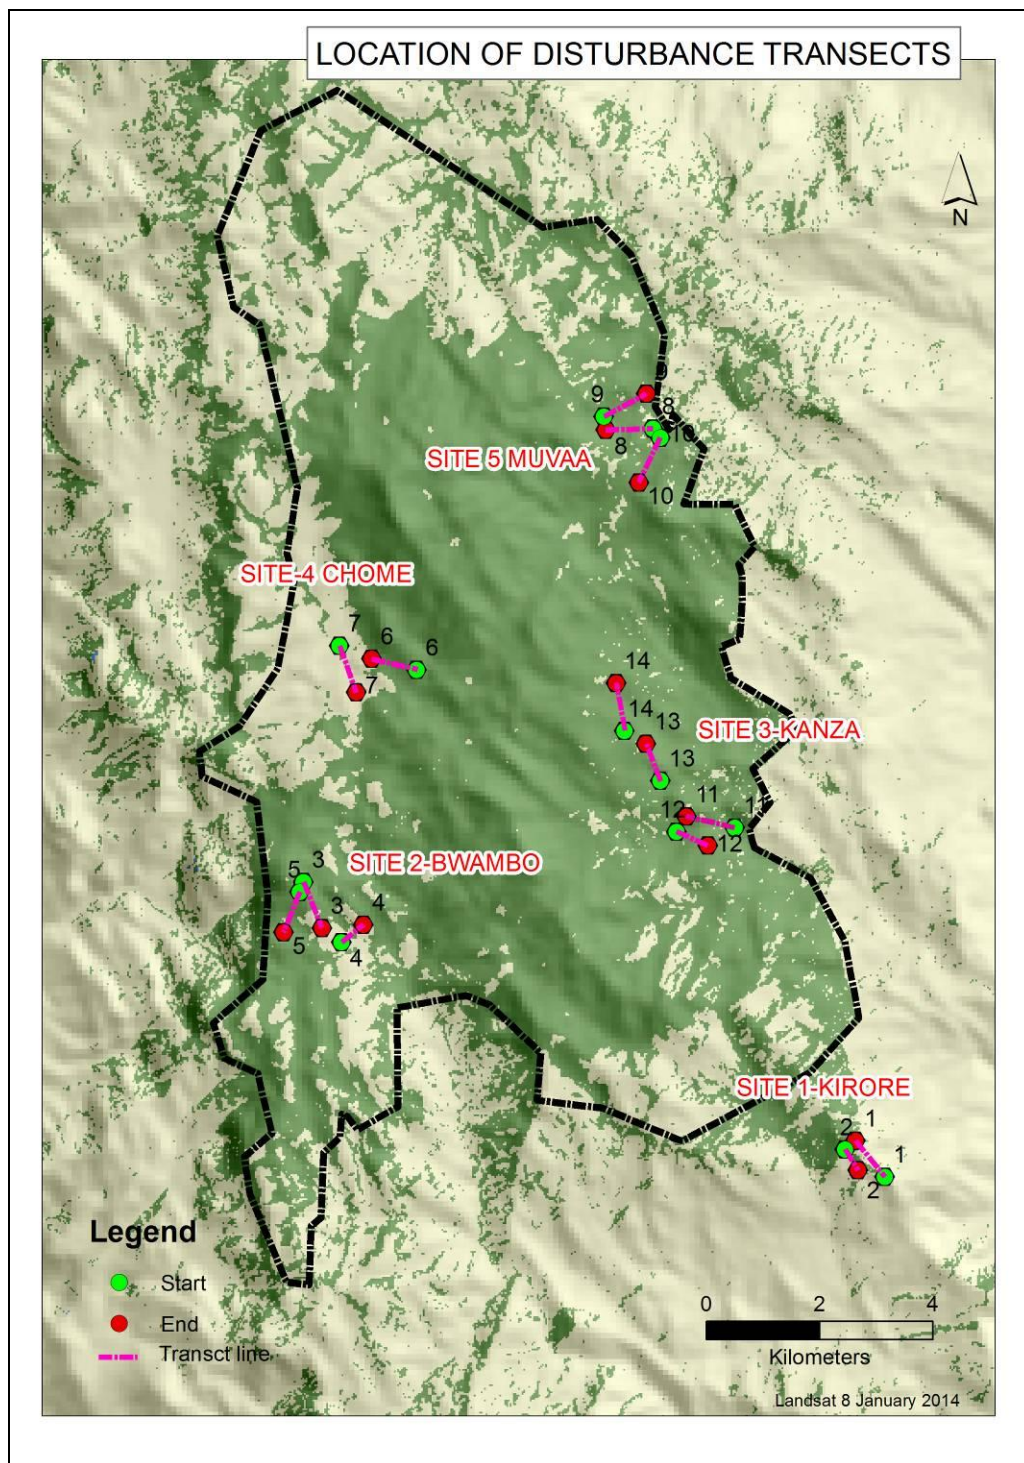 LOCATION OF DISTURBANCE TRANSECTS
N
9
9
8
8
10
SITE 5 MUVAA
10
SITE-4 CHOME
7
6
6
7
14
14
13
SITE 3-KANZA
13
12
11
11
12
SITE 2-BWAMBO
5
3
3
4
5
4
SITE 1-KIRORE
2
1
1
2
Legend
Start
End
Transct line
0 2 4
Kilometers
Landsat 8 January 2014